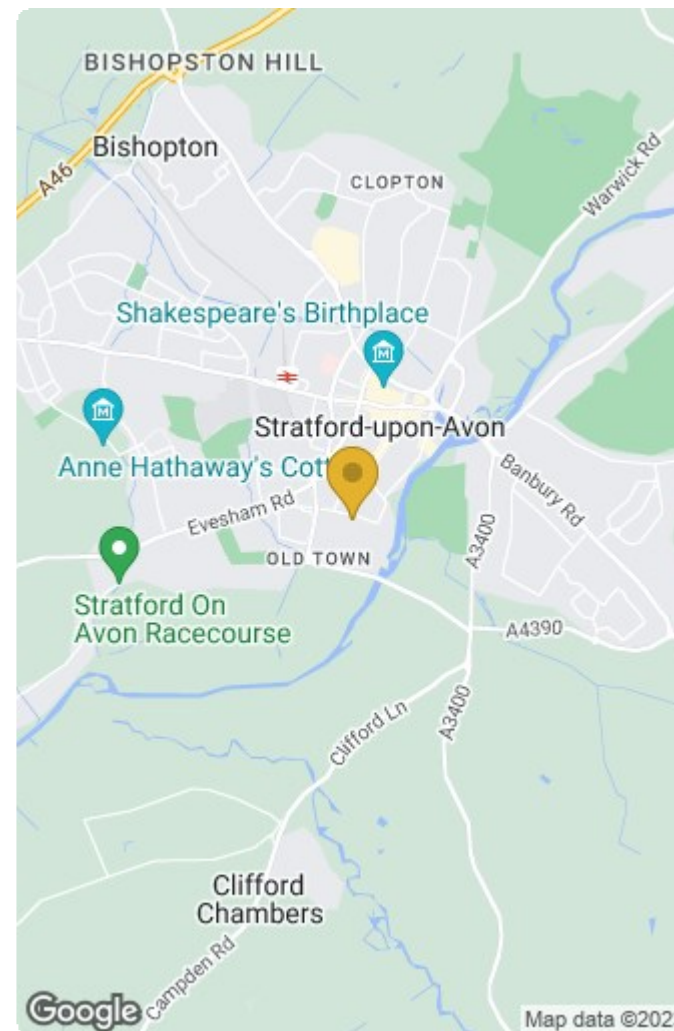 BISHOPSTON HILL
Bishopton
A46
CLOPTON
Warwick Rd
Shakespeare's Birthplace
M
M
Stratford-upon-Avon
Anne Hathaway's Cott
Banbury Rd
Evesham Rd
A3400
OLD TOWN
Stratford On
Avon Racecourse
A4390
Clifford Ln
A3400
Clifford
Chambers
Campden Rd
Google
Map data ©202